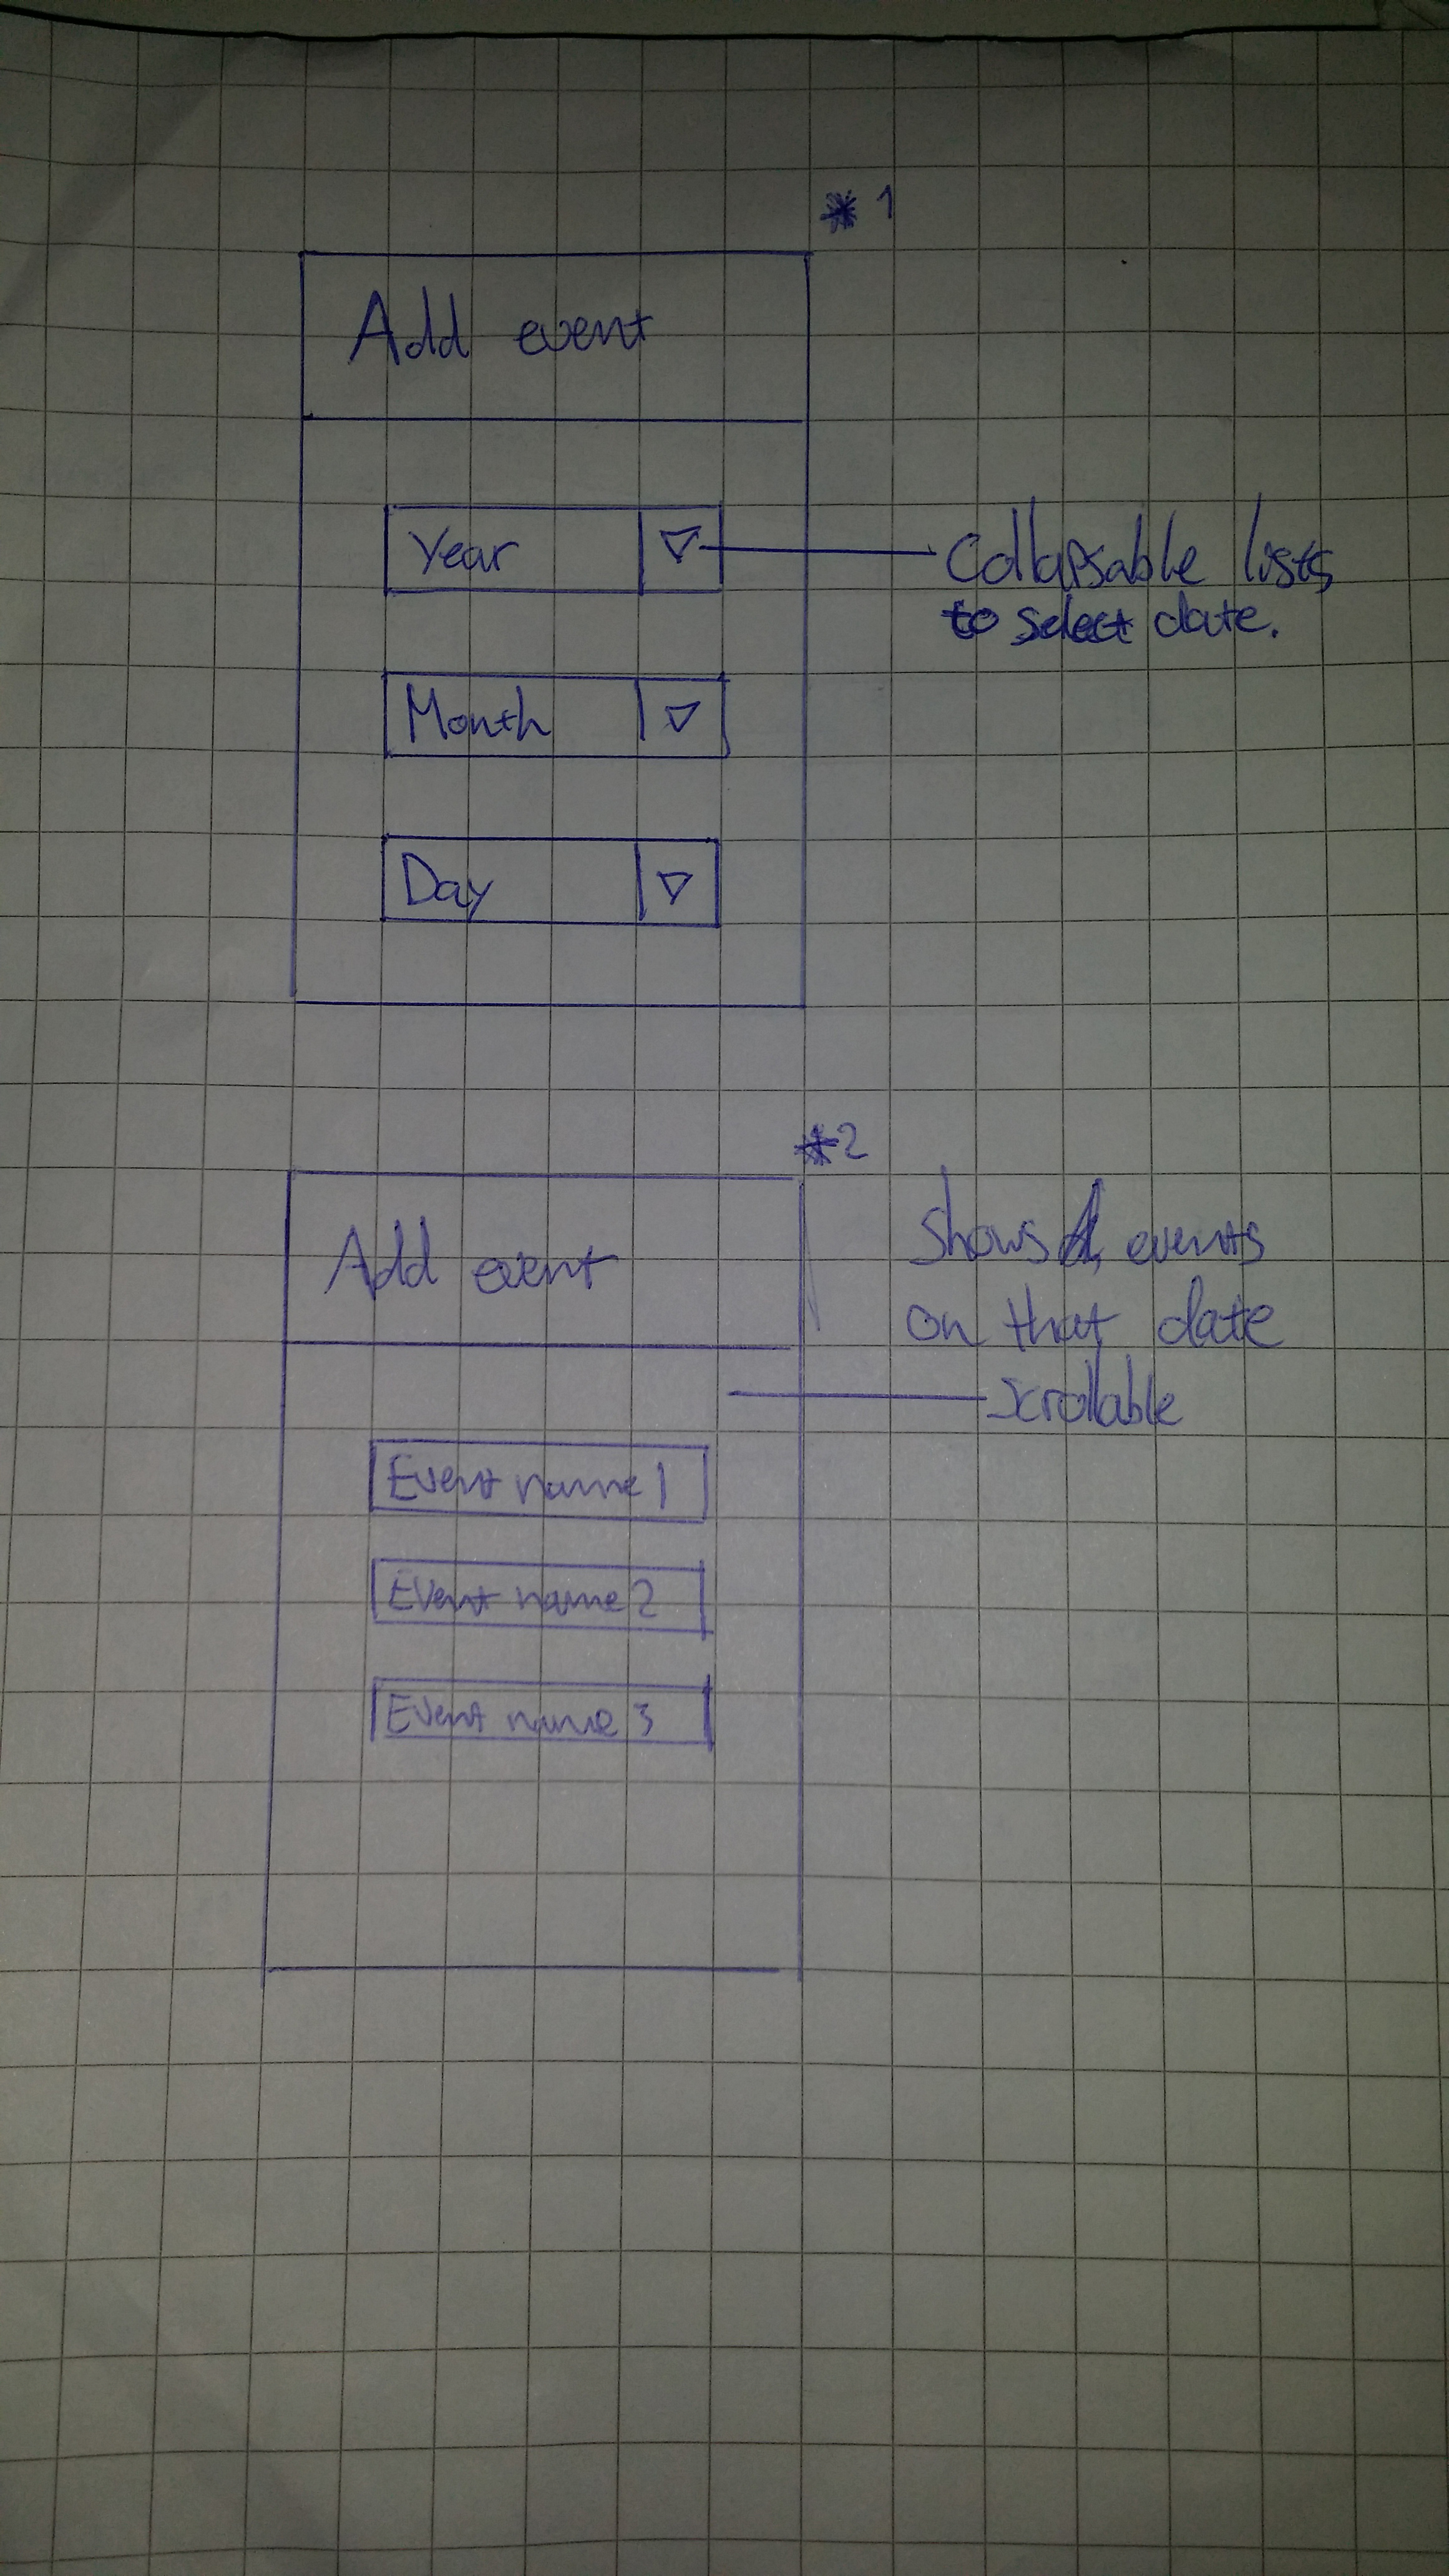 *1
Add event
Year
Collapsable lists
to select date.
Month
Day
*2
Add event
Shows events
on that date
Scrollable
Event name 1
Event name 2
Event name 3